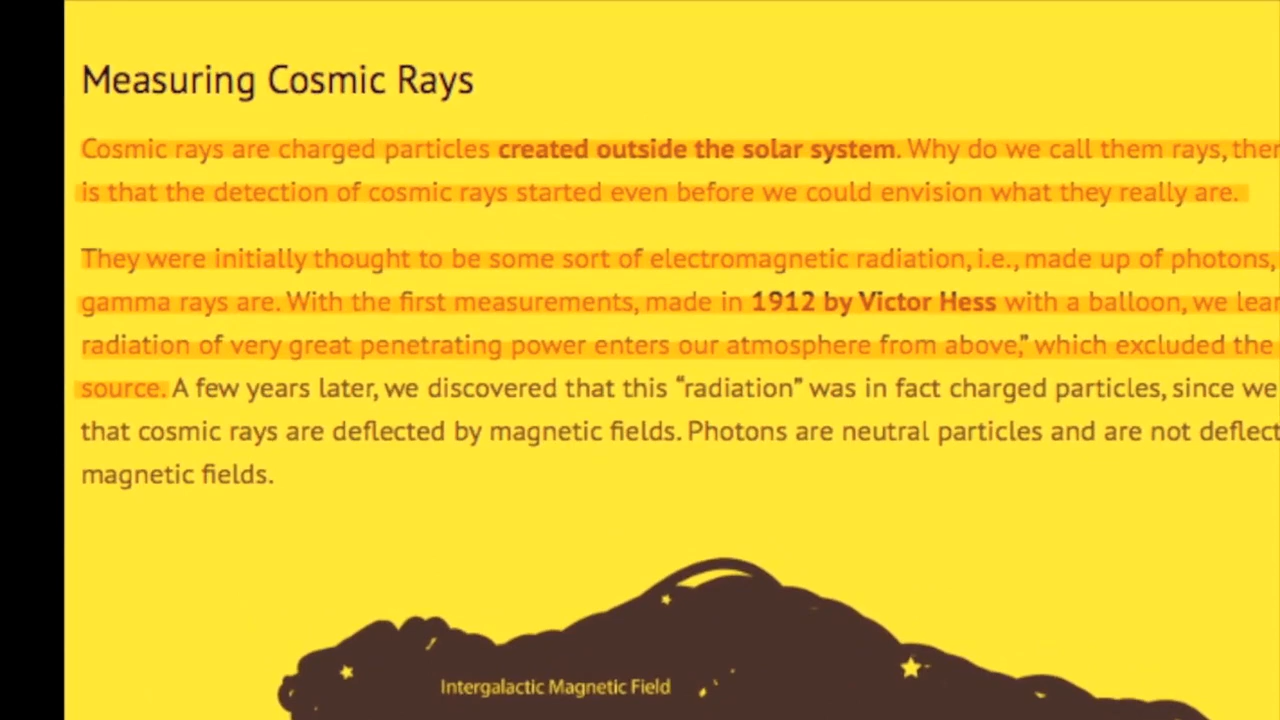 Measuring Cosmic Rays
Cosmic rays are charged particles created outside the solar system. Why do we call them rays, then
is that the detection of cosmic rays started even before we could envision what they really are.
They were initially thought to be some sort of electromagnetic radiation, i.e., made up of photons,
gamma rays are. With the first measurements, made in 1912 by Victor Hess with a balloon, we lear
radiation of very great penetrating power enters our atmosphere from above,” which excluded the
source. A few years later, we discovered that this “radiation” was in fact charged particles, since we
that cosmic rays are deflected by magnetic fields. Photons are neutral particles and are not deflect
magnetic fields.
Intergalactic Magnetic Field